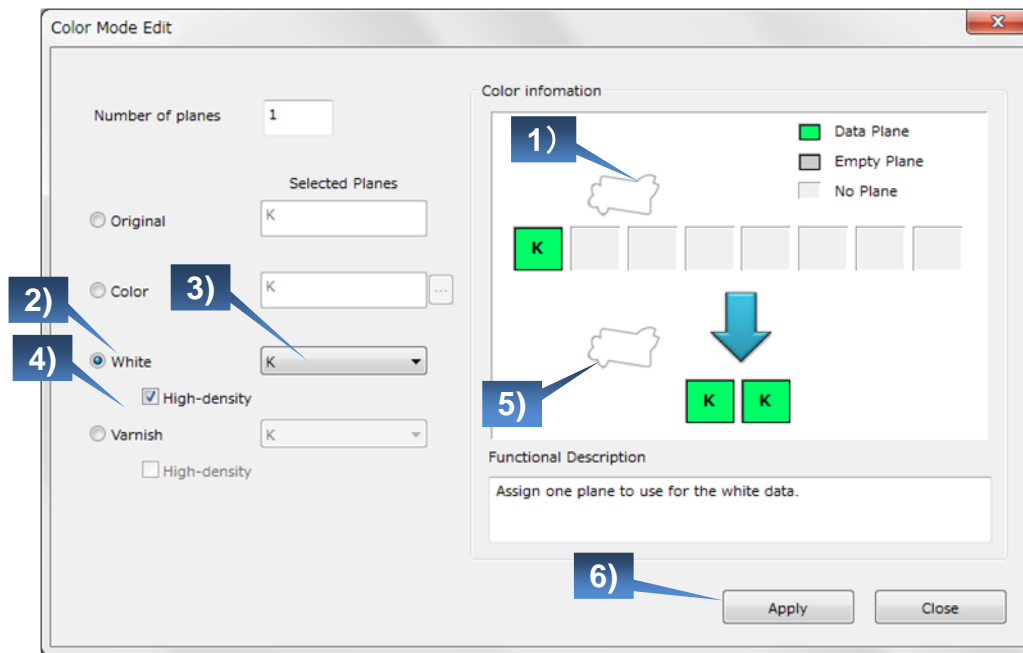 Color Mode Edit
x
Number of planes
1
Selected Planes
Original
K
Color
K
...
2)
3)
White
K
4)
High-density
Varnish
K
High-density
Color infomation
1）
Data Plane
Empty Plane
No Plane
K
5)
K K
Functional Description
Assign one plane to use for the white data.
6)
Apply
Close